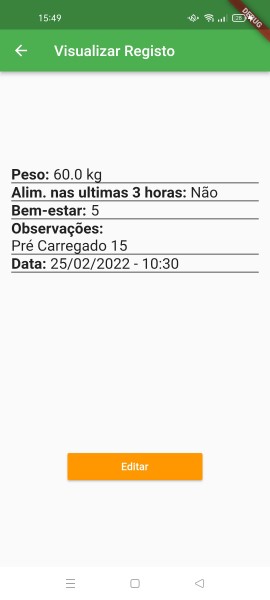 15:49
DEBUG
Visualizar Registo
Peso: 60.0 kg
Alim. nas ultimas 3 horas: Não
Bem-estar: 5
Observações:
Pré Carregado 15
Data: 25/02/2022 - 10:30
Editar